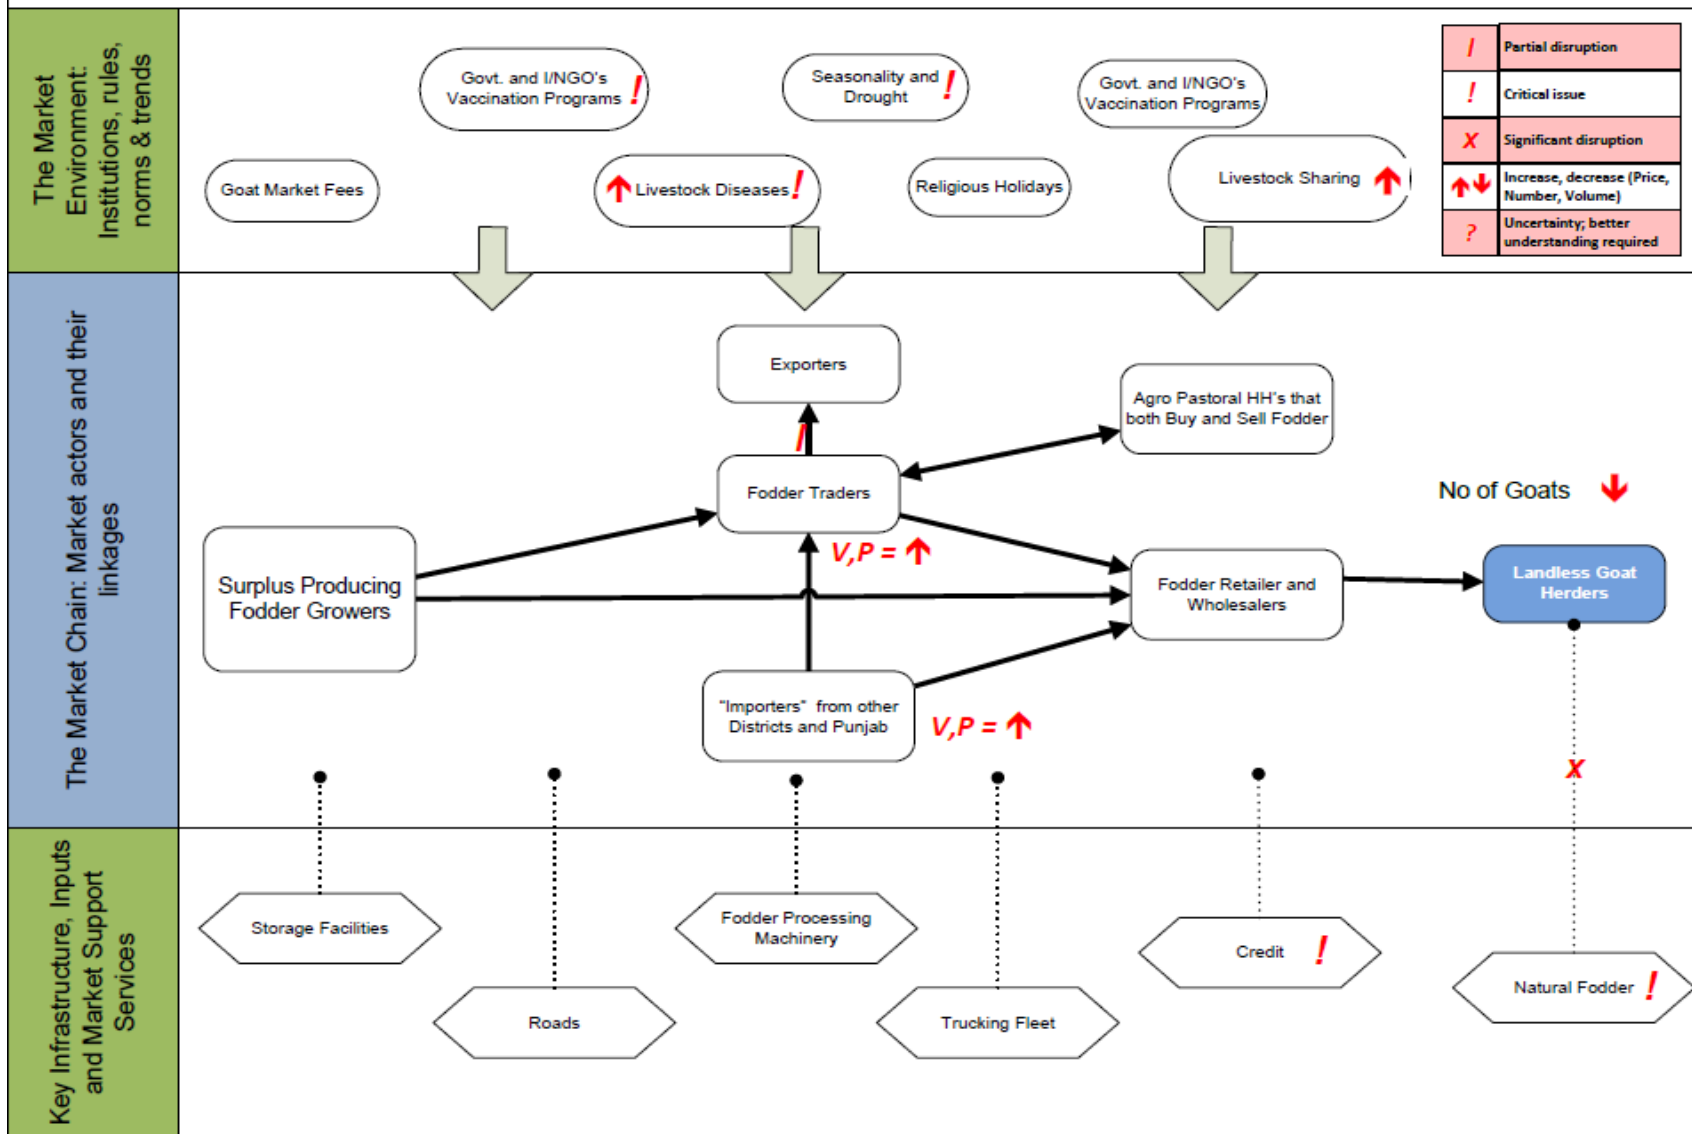 The Market
Environment:
Institutions, rules,
norms & trends
Govt. and I/NGO's
Vaccination Programs !
Seasonality and
Drought !
Govt. and I/NGO's
Vaccination Programs
Goat Market Fees
↑ Livestock Diseases !
Religious Holidays
Livestock Sharing ↑
/ Partial disruption
! Critical issue
X Significant disruption
↑↓ Increase, decrease (Price,
Number, Volume)
? Uncertainty; better
understanding required
The Market Chain: Market actors and their
linkages
Exporters
/
Agro Pastoral HH's that
both Buy and Sell Fodder
Fodder Traders
V,P = ↑
No of Goats ↓
Surplus Producing
Fodder Growers
Fodder Retailer and
Wholesalers
Landless Goat
Herders
"Importers" from other
Districts and Punjab
V,P = ↑
X
Key Infrastructure, Inputs
and Market Support
Services
Storage Facilities
Roads
Fodder Processing
Machinery
Trucking Fleet
Credit !
Natural Fodder !